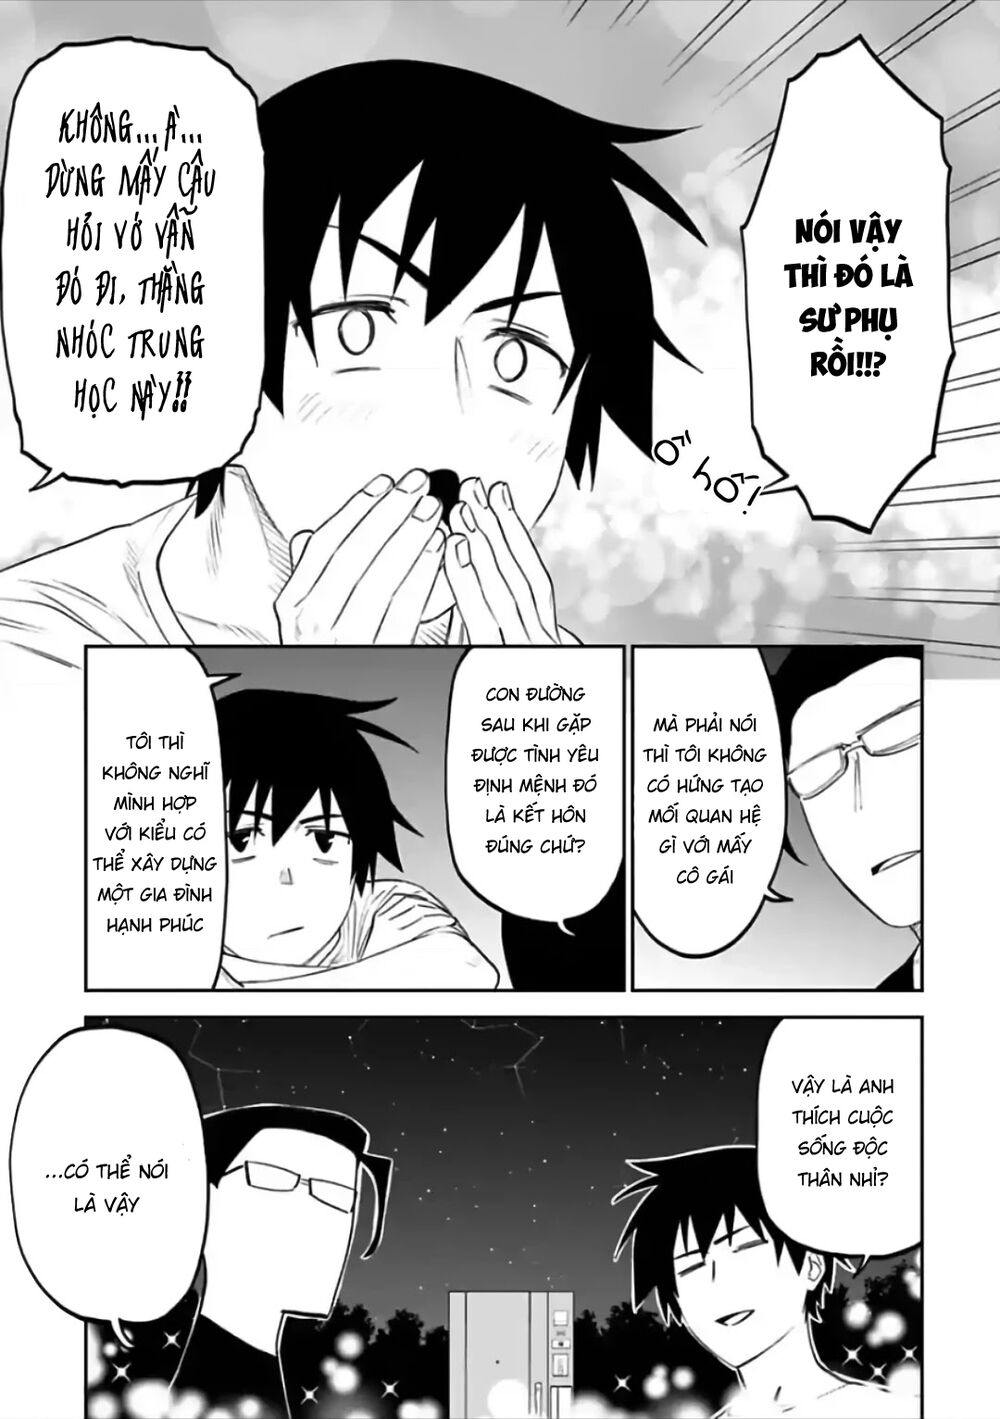 NÓI VẬY
THÌ ĐÓ LÀ
SƯ PHỤ
RỒI!!!?
Ồ HỐ!
KHÔNG... À...
DỪNG MẤY CÂU
HỎI VỚ VẪN
ĐÓ ĐI, THẰNG
NHÓC TRUNG
HỌC NÀY!!
MÀ PHẢI NÓI
THÌ TÔI KHÔNG
CÓ HỨNG TẠO
MỐI QUAN HỆ
GÌ VỚI MẤY
CÔ GÁI
CON ĐƯỜNG
SAU KHI GẶP
ĐƯỢC TÌNH YÊU
ĐỊNH MỆNH ĐÓ
LÀ KẾT HÔN
ĐÚNG CHỨ?
TÔI THÌ
KHÔNG NGHĨ
MÌNH HỢP
VỚI KIỂU CÓ
THỂ XÂY DỰNG
MỘT GIA ĐÌNH
HẠNH PHÚC
VẬY LÀ ANH
THÍCH CUỘC
SỐNG ĐỘC
THÂN NHỈ?
...CÓ THỂ NÓI
LÀ VẬY